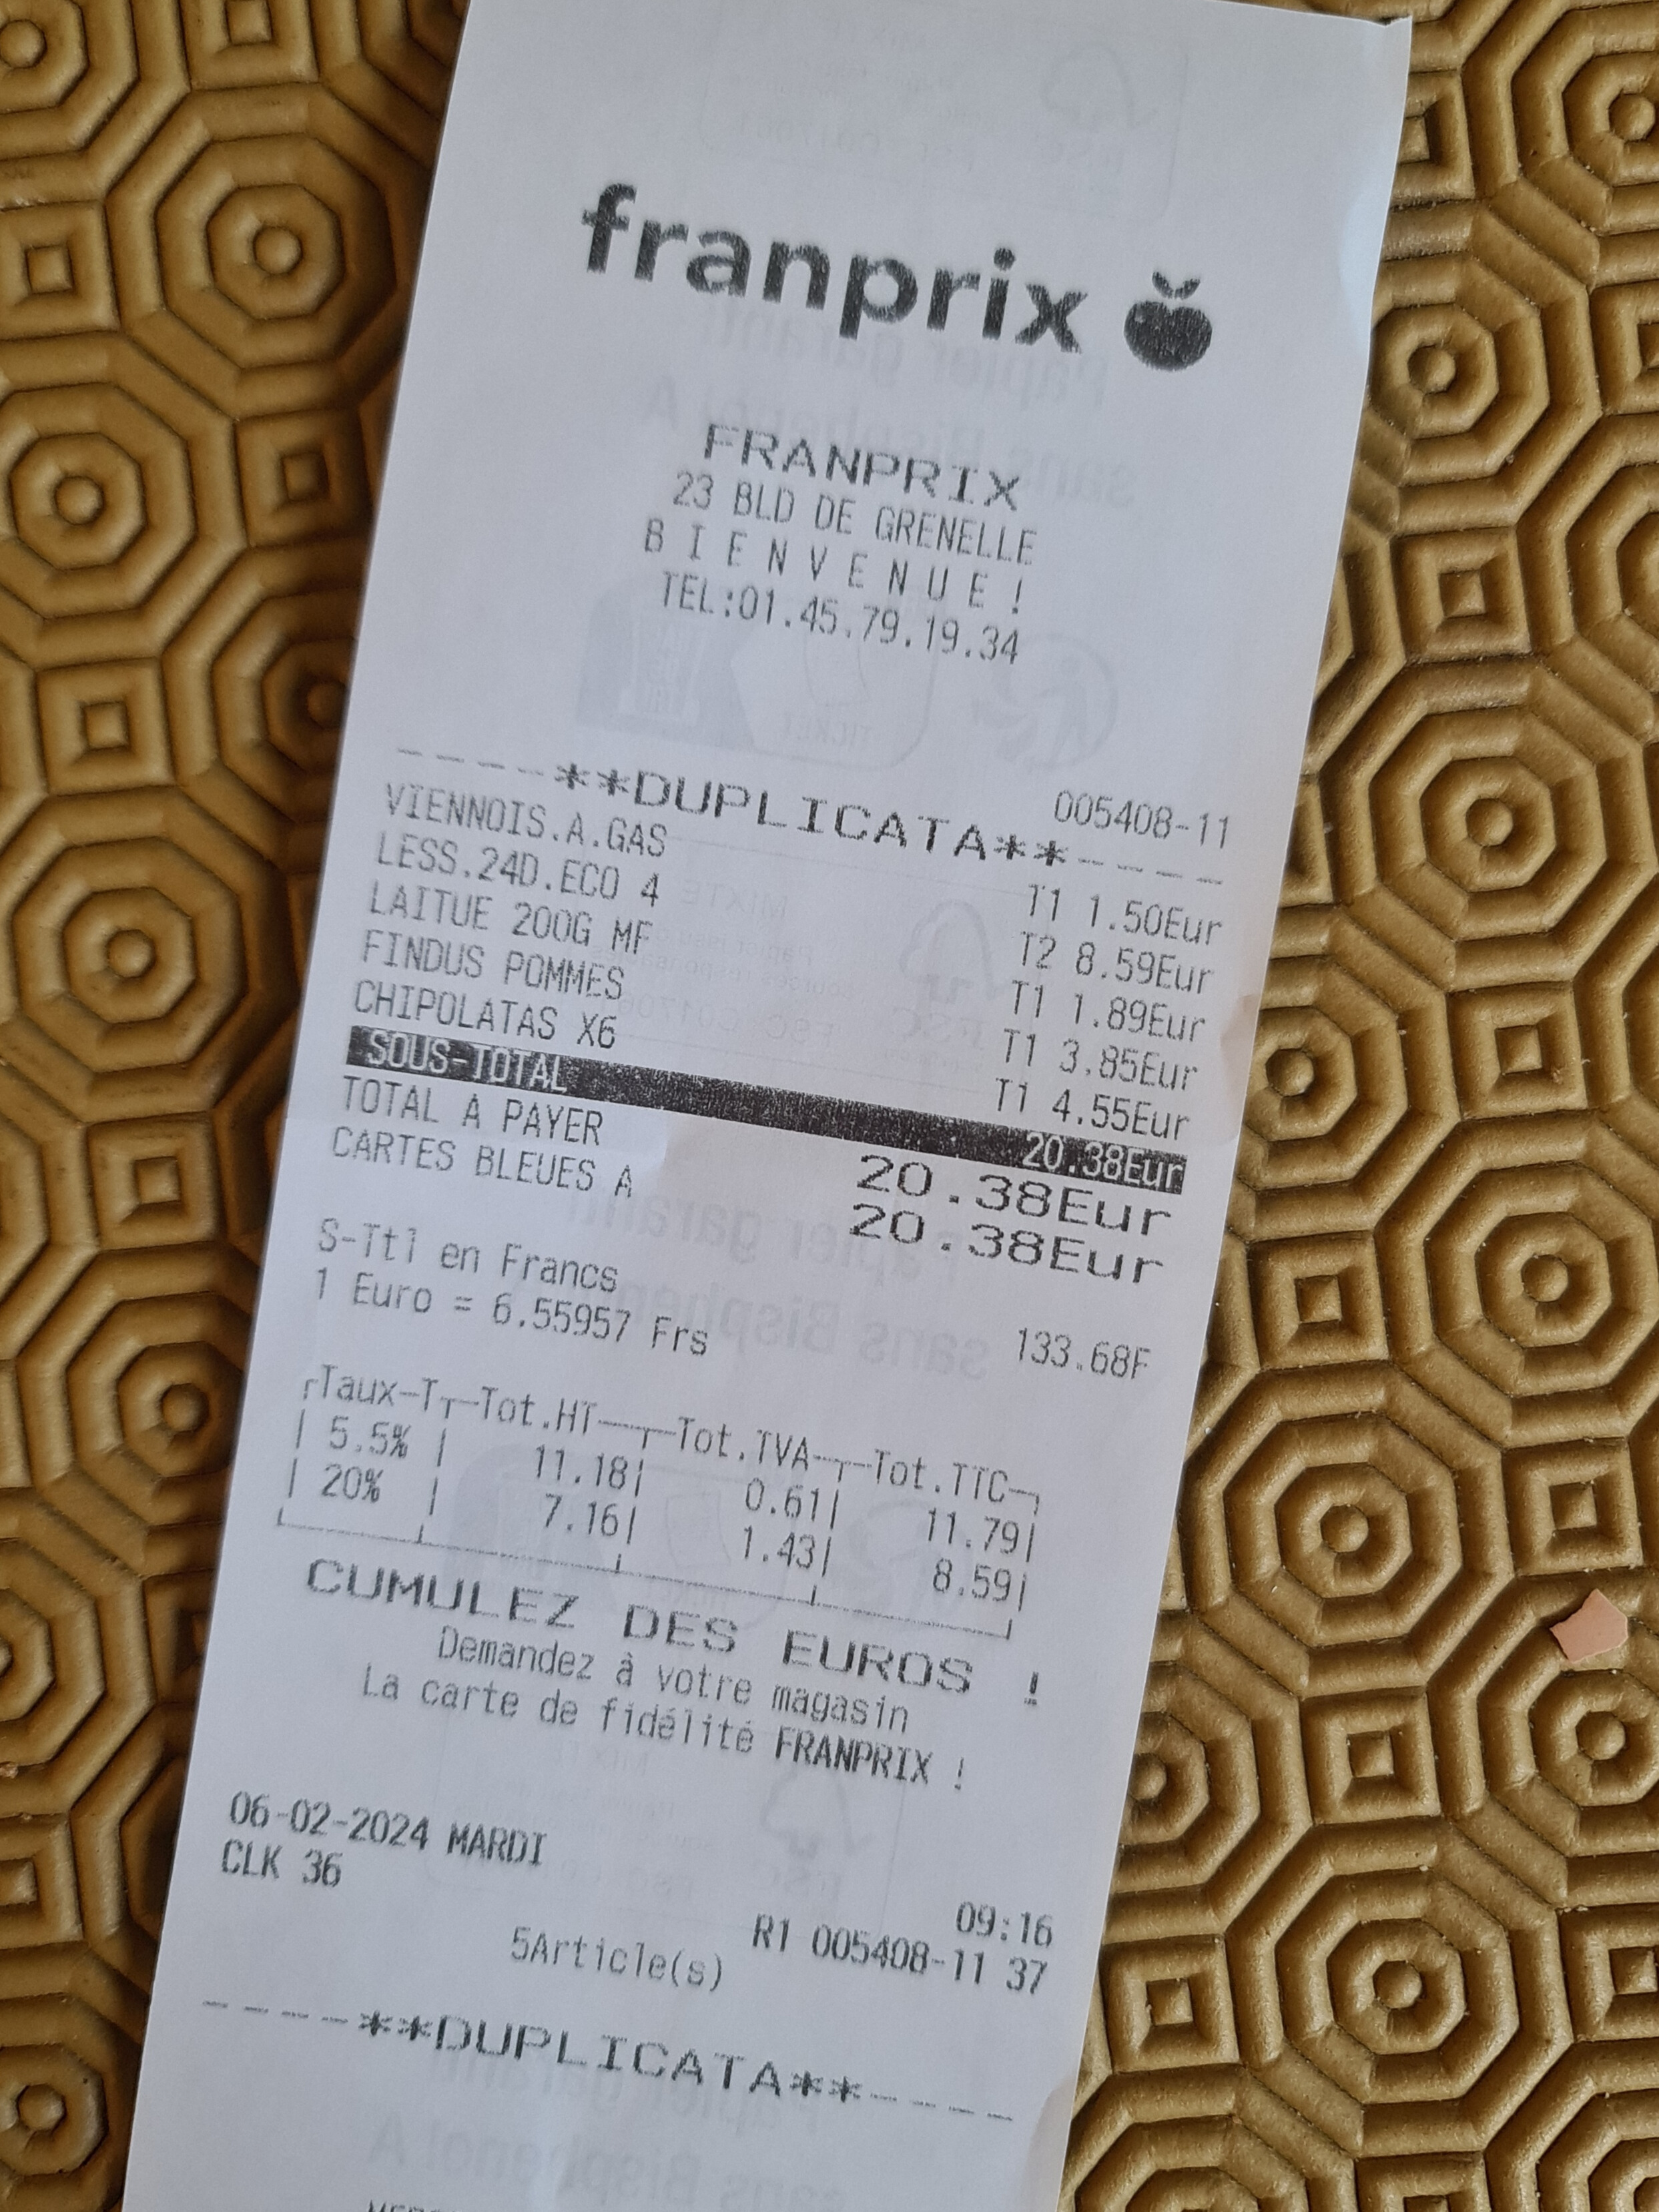 franprix
FRANPRIX
23 BLD DE GRENELLE
B I E N V E N U E !
TEL:01.45.79.19.34
005408-11
----**DUPLICATA**----
VIENNOIS.A.GAS T1 1.50Eur
LESS.24D.ECO 4 T2 8.59Eur
LAITUE 200G MF T1 1.89Eur
FINDUS POMMES T1 3.85Eur
CHIPOLATAS X6 T1 4.55Eur
SOUS-TOTAL 20.38Eur
TOTAL A PAYER 20.38Eur
CARTES BLEUES A 20.38Eur
S-Ttl en Francs 133.68F
1 Euro = 6.55957 Frs
Taux-T Tot.HT Tot.TVA Tot.TTC
5.5% 11.18 0.61 11.79
20% 7.16 1.43 8.59
CUMULEZ DES EUROS !
Demandez à votre magasin
La carte de fidélité FRANPRIX !
06-02-2024 MARDI 09:16
CLK 36 R1 005408-11 37
5Article(s)
----**DUPLICATA**----